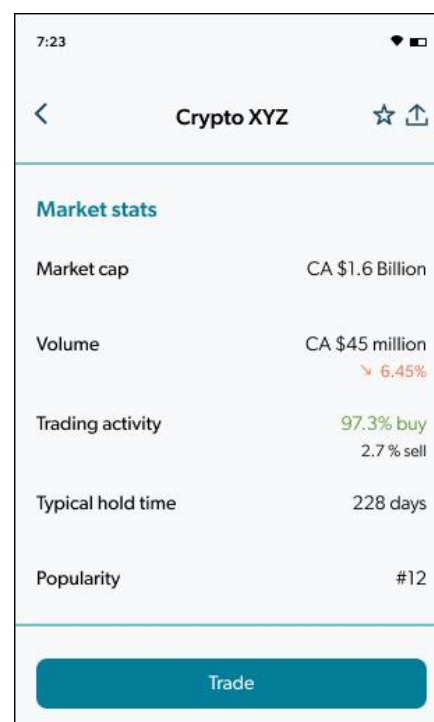 7:23
Crypto XYZ
Market stats
Market cap CA $1.6 Billion
Volume CA $45 million
↘ 6.45%
Trading activity 97.3% buy
2.7 % sell
Typical hold time 228 days
Popularity #12
Trade